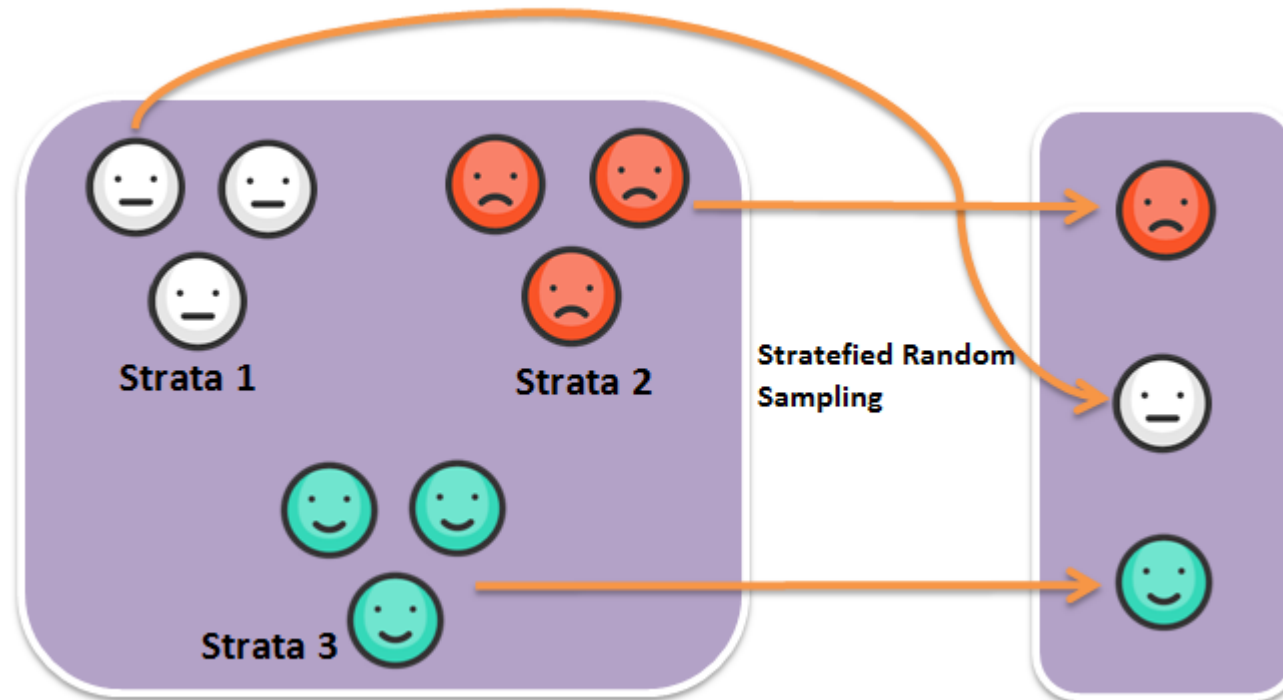 Strata 1
Strata 2
Stratefied Random
Sampling
Strata 3